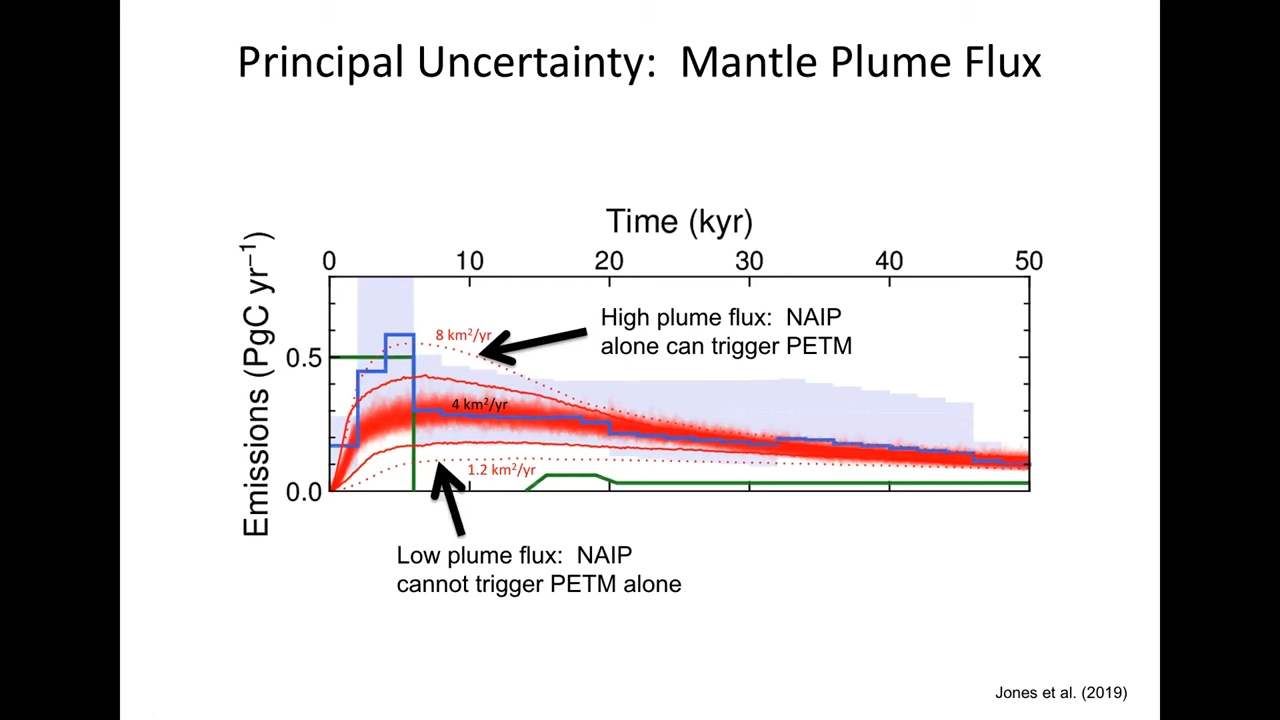 Principal Uncertainty: Mantle Plume Flux
Time (kyr)
0 10 20 30 40 50
Emissions (PgC yr⁻¹)
0.5
0.0
8 km²/yr
High plume flux: NAIP
alone can trigger PETM
4 km²/yr
1.2 km²/yr
Low plume flux: NAIP
cannot trigger PETM alone
Jones et al. (2019)